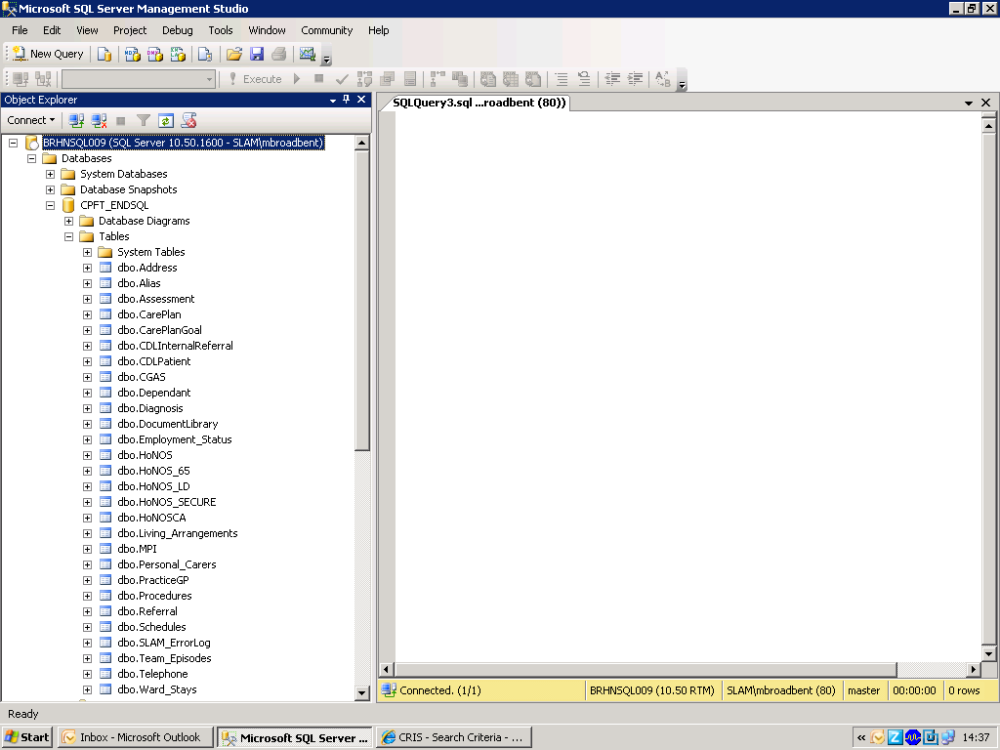 Microsoft SQL Server Management Studio
File Edit View Project Debug Tools Window Community Help
New Query
Execute
Object Explorer
SQLQuery3.sql ...roadbent (80))
Connect
BRHNSQL009 (SQL Server 10.50.1600 - SLAM\mbroadbent)
Databases
System Databases
Database Snapshots
CPFT_ENDSQL
Database Diagrams
Tables
System Tables
dbo.Address
dbo.Alias
dbo.Assessment
dbo.CarePlan
dbo.CarePlanGoal
dbo.CDLInternalReferral
dbo.CDLPatient
dbo.CGAS
dbo.Dependant
dbo.Diagnosis
dbo.DocumentLibrary
dbo.Employment_Status
dbo.HoNOS
dbo.HoNOS_65
dbo.HoNOS_LD
dbo.HoNOS_SECURE
dbo.HoNOSCA
dbo.Living_Arrangements
dbo.MPI
dbo.Personal_Carers
dbo.PracticeGP
dbo.Procedures
dbo.Referral
dbo.Schedules
dbo.SLAM_ErrorLog
dbo.Team_Episodes
dbo.Telephone
dbo.Ward_Stays
Connected. (1/1) BRHNSQL009 (10.50 RTM) SLAM\mbroadbent (80) master 00:00:00 0 rows
Ready
Start Inbox - Microsoft Outlook Microsoft SQL Server ... CRIS - Search Criteria - ... « 14:37